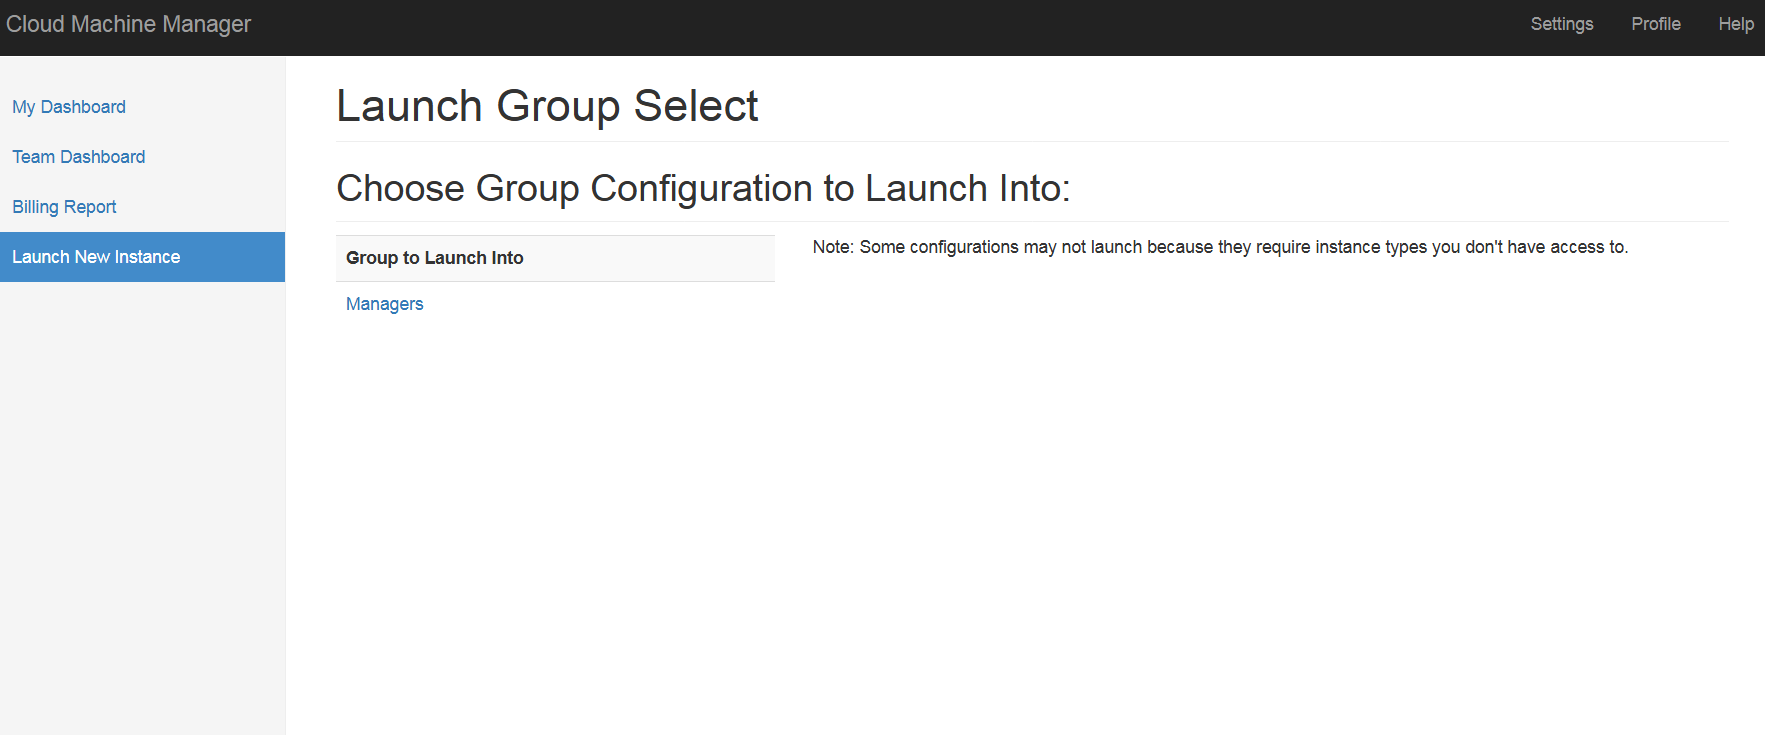 Cloud Machine Manager
Settings
Profile
Help
My Dashboard
Team Dashboard
Billing Report
Launch New Instance
Launch Group Select
Choose Group Configuration to Launch Into:
Group to Launch Into
Managers
Note: Some configurations may not launch because they require instance types you don't have access to.